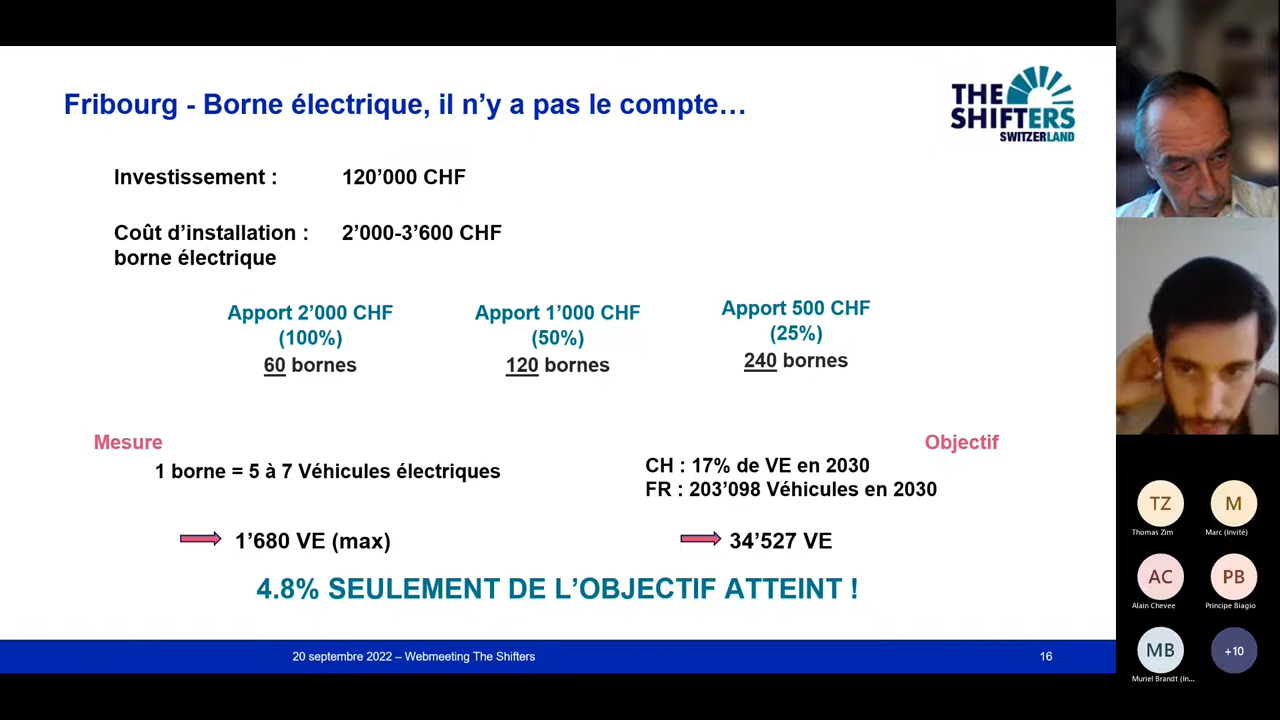 Fribourg - Borne électrique, il n’y a pas le compte…
THE
SHIFTERS
SWITZERLAND
Investissement : 120’000 CHF
Coût d’installation : 2’000-3’600 CHF
borne électrique
Apport 2’000 CHF
(100%)
60 bornes
Apport 1’000 CHF
(50%)
120 bornes
Apport 500 CHF
(25%)
240 bornes
Mesure
1 borne = 5 à 7 Véhicules électriques
1’680 VE (max)
Objectif
CH : 17% de VE en 2030
FR : 203’098 Véhicules en 2030
34’527 VE
4.8% SEULEMENT DE L’OBJECTIF ATTEINT !
20 septembre 2022 – Webmeeting The Shifters
16
TZ
Thomas Zim
M
Marc (Invité)
AC
Alain Chevee
PB
Principe Biagio
MB
Muriel Brandt (In...
+10